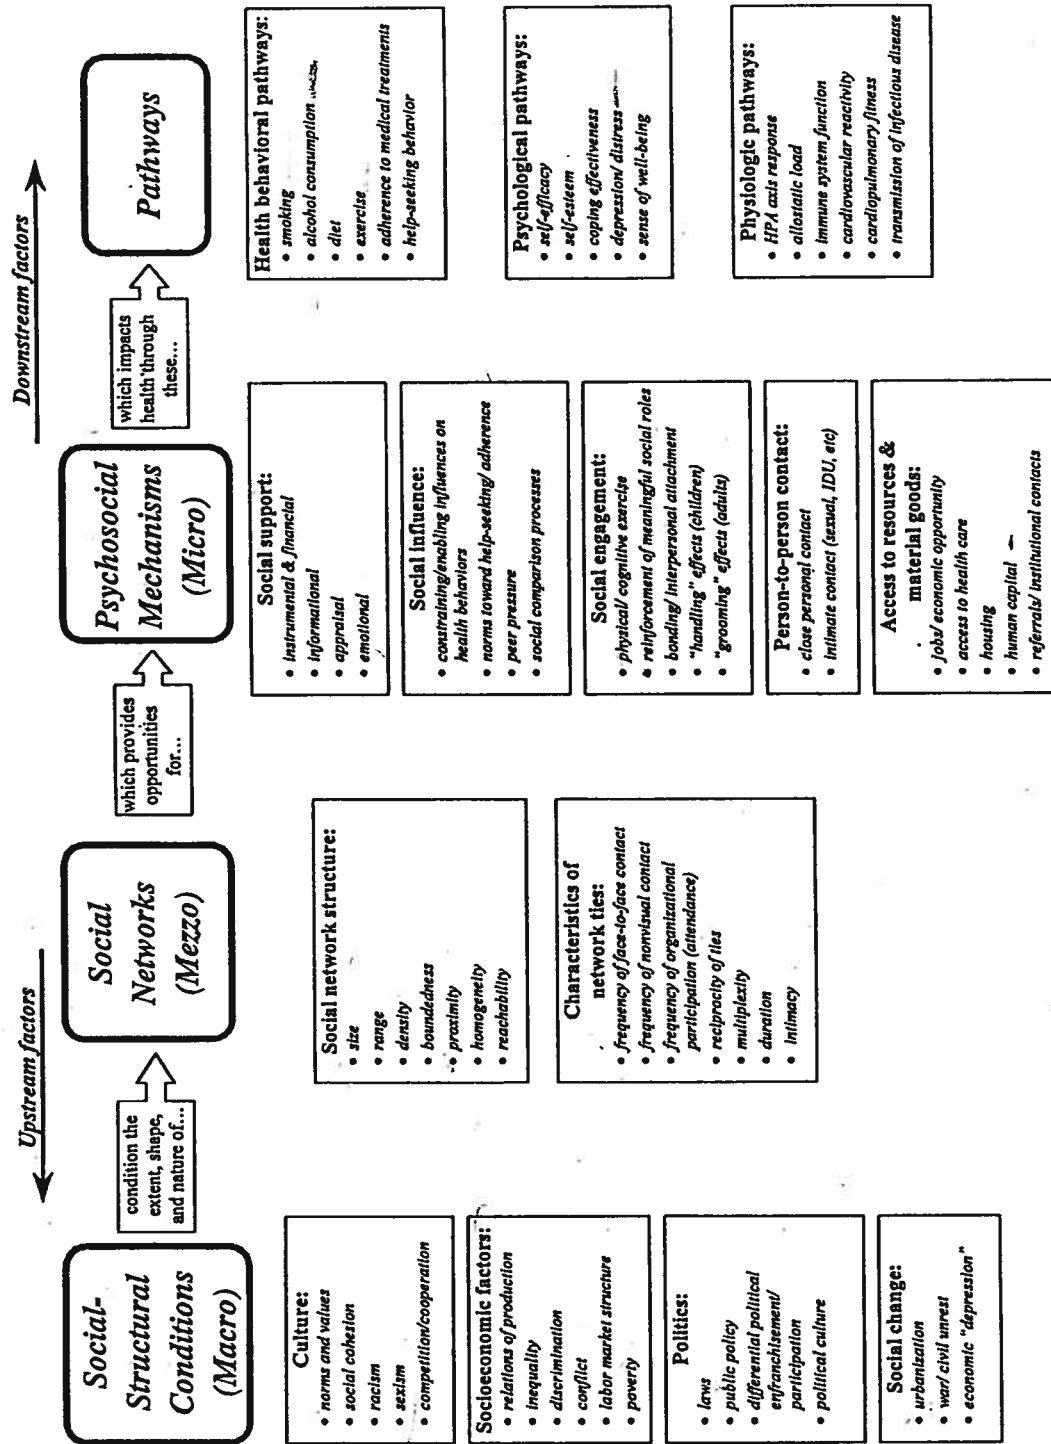 Upstream factors
Downstream factors
Social-
Structural
Conditions
(Macro)
condition the
extent, shape,
and nature of...
Social
Networks
(Mezzo)
which provides
opportunities
for...
Psychosocial
Mechanisms
(Micro)
which impacts
health through
these...
Pathways
Culture:
• norms and values
• social cohesion
• racism
• sexism
• competition/cooperation
Socioeconomic factors:
• relations of production
• inequality
• discrimination
• conflict
• labor market structure
• poverty
Politics:
• laws
• public policy
• differential political
enfranchisement/
participation
• political culture
Social change:
• urbanization
• war/ civil unrest
• economic "depression"
Social network structure:
• size
• range
• density
• boundedness
• proximity
• homogeneity
• reachability
Characteristics of
network ties:
• frequency of face-to-face contact
• frequency of nonvisual contact
• frequency of organizational
participation (attendance)
• reciprocity of ties
• multiplexity
• duration
• intimacy
Social support:
• instrumental & financial
• informational
• appraisal
• emotional
Social influence:
• constraining/enabling influences on
health behaviors
• norms toward help-seeking/ adherence
• peer pressure
• social comparison processes
Social engagement:
• physical/ cognitive exercise
• reinforcement of meaningful social roles
• bonding/ interpersonal attachment
• "handling" effects (children)
• "grooming" effects (adults)
Person-to-person contact:
• close personal contact
• intimate contact (sexual, IDU, etc)
Access to resources &
material goods:
• jobs/ economic opportunity
• access to health care
• housing
• human capital
• referrals/ institutional contacts
Health behavioral pathways:
• smoking
• alcohol consumption
• diet
• exercise
• adherence to medical treatments
• help-seeking behavior
Psychological pathways:
• self-efficacy
• self-esteem
• coping effectiveness
• depression/ distress
• sense of well-being
Physiologic pathways:
• HPA axis response
• allostatic load
• immune system function
• cardiovascular reactivity
• cardiopulmonary fitness
• transmission of infectious disease